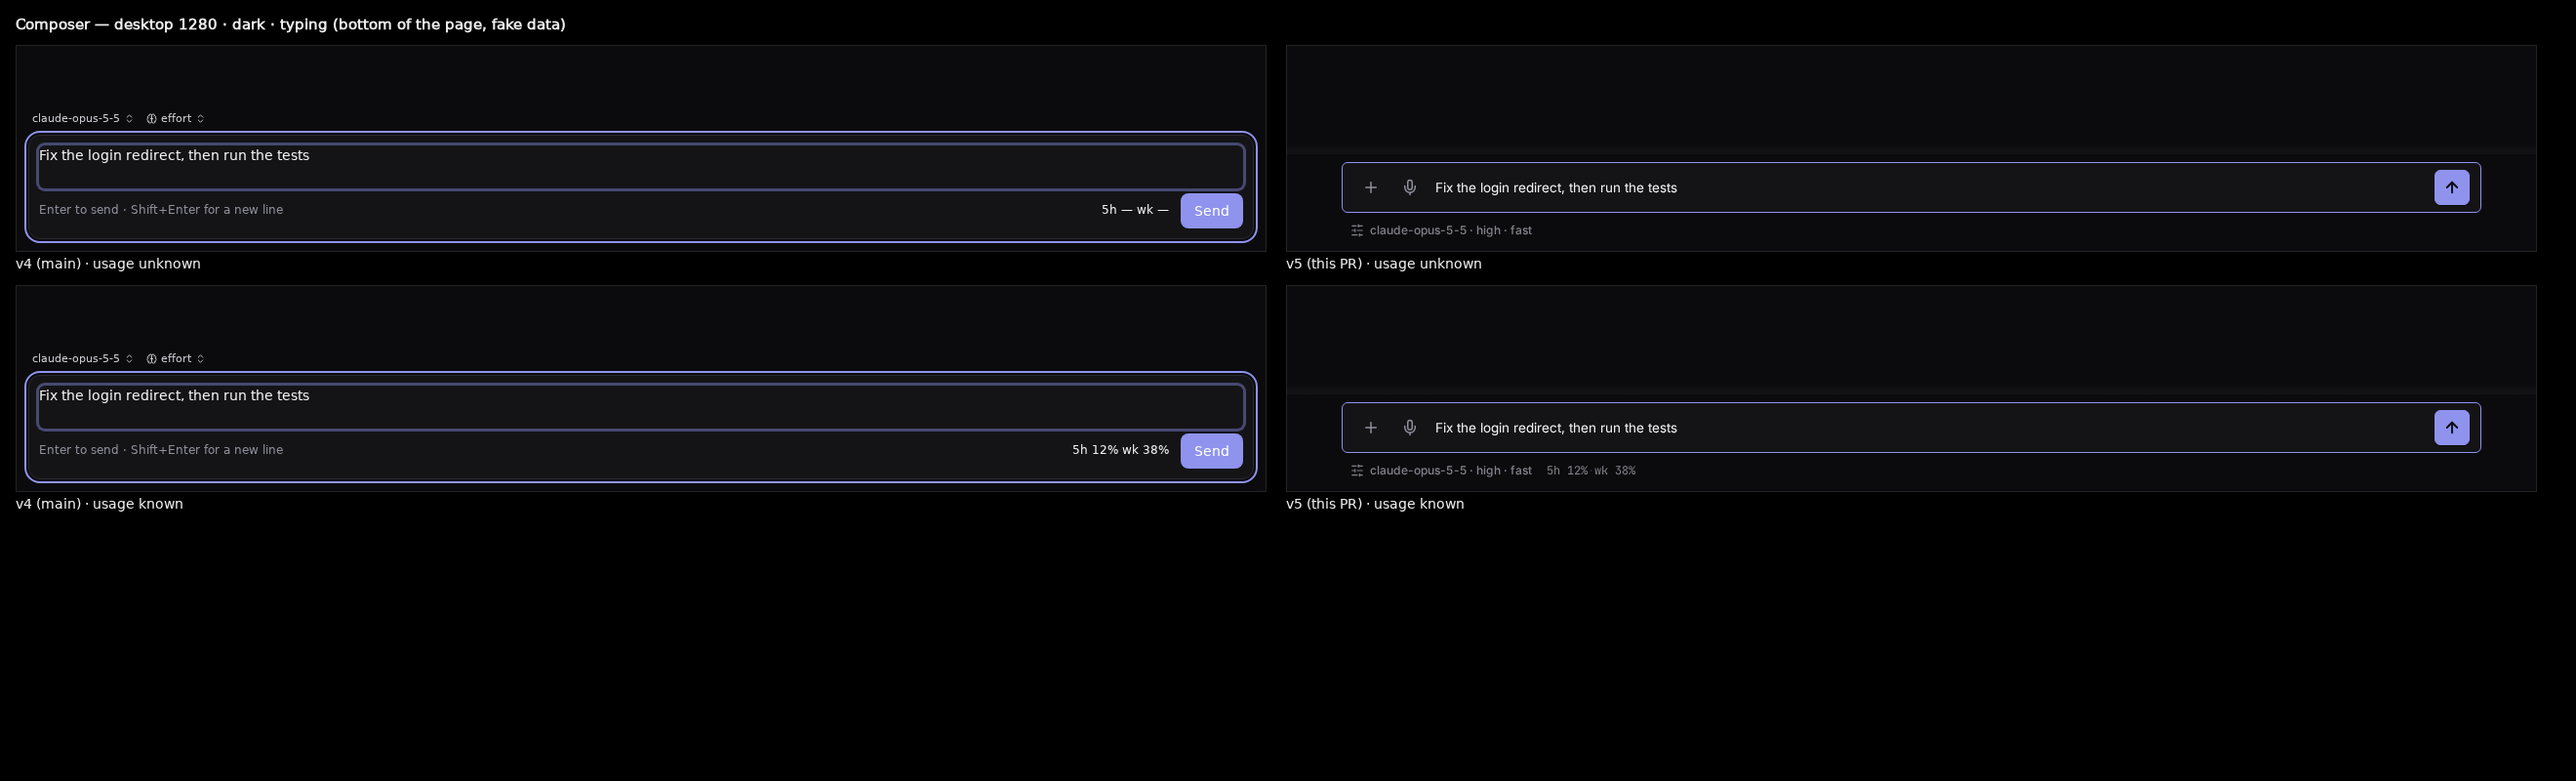 Composer — desktop 1280 · dark · typing (bottom of the page, fake data)
claude-opus-5-5 effort
Fix the login redirect, then run the tests
Enter to send · Shift+Enter for a new line 5h — wk — Send
v4 (main) · usage unknown
Fix the login redirect, then run the tests
claude-opus-5-5 · high · fast
v5 (this PR) · usage unknown
claude-opus-5-5 effort
Fix the login redirect, then run the tests
Enter to send · Shift+Enter for a new line 5h 12% wk 38% Send
v4 (main) · usage known
Fix the login redirect, then run the tests
claude-opus-5-5 · high · fast 5h 12% wk 38%
v5 (this PR) · usage known